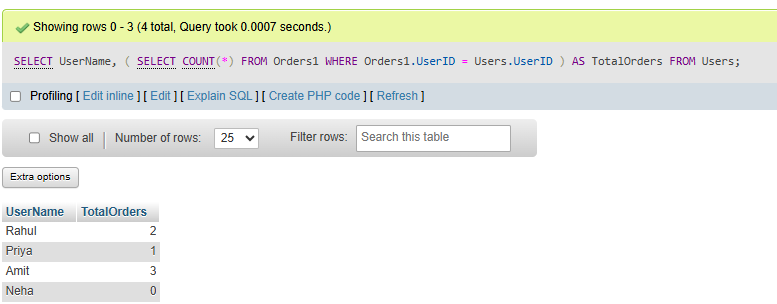 Showing rows 0 - 3 (4 total, Query took 0.0007 seconds.)
SELECT UserName, ( SELECT COUNT(*) FROM Orders1 WHERE Orders1.UserID = Users.UserID ) AS TotalOrders FROM Users;
Profiling [ Edit inline ] [ Edit ] [ Explain SQL ] [ Create PHP code ] [ Refresh ]
Show all | Number of rows: 25 Filter rows: Search this table
Extra options
UserName TotalOrders
Rahul 2
Priya 1
Amit 3
Neha 0